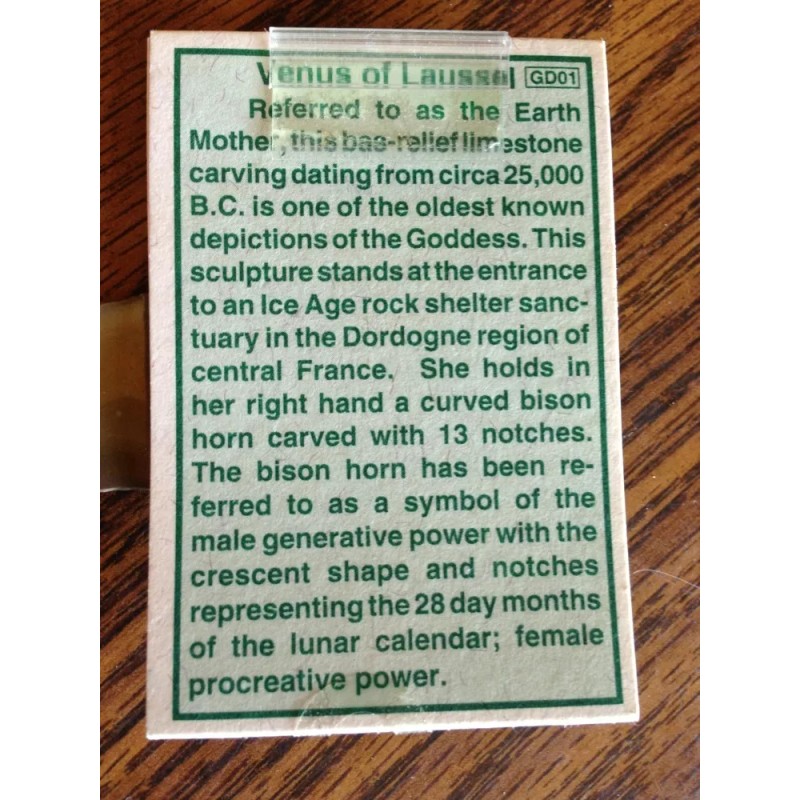 Venus of Laussel GD01
Referred to as the Earth
Mother, this bas-relief limestone
carving dating from circa 25,000
B.C. is one of the oldest known
depictions of the Goddess. This
sculpture stands at the entrance
to an Ice Age rock shelter sanc-
tuary in the Dordogne region of
central France. She holds in
her right hand a curved bison
horn carved with 13 notches.
The bison horn has been re-
ferred to as a symbol of the
male generative power with the
crescent shape and notches
representing the 28 day months
of the lunar calendar; female
procreative power.